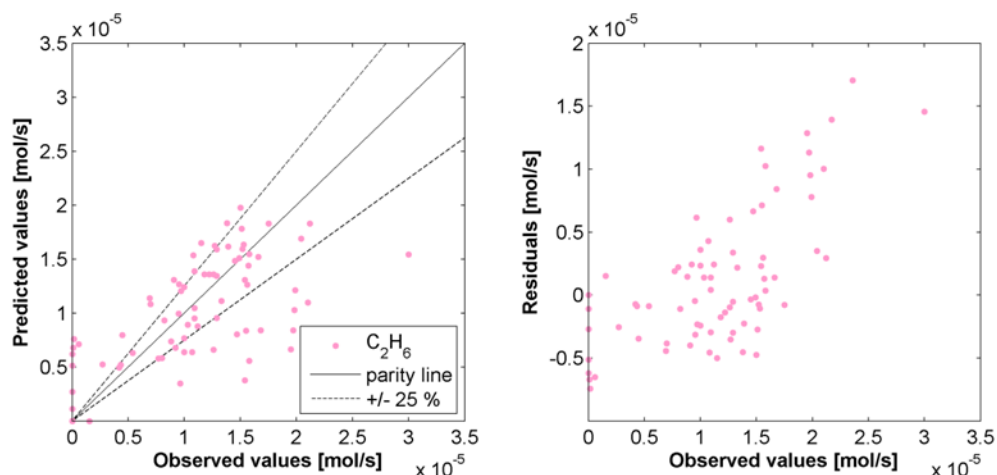 x 10⁻⁵
3.5
3
2.5
2
1.5
1
0.5
Predicted values [mol/s]
C₂H₆
parity line
+/- 25 %
0 0.5 1 1.5 2 2.5 3 3.5
Observed values [mol/s]
x 10⁻⁵
x 10⁻⁵
2
1.5
1
0.5
0
-0.5
Residuals [mol/s]
0 0.5 1 1.5 2 2.5 3 3.5
Observed values [mol/s]
x 10⁻⁵